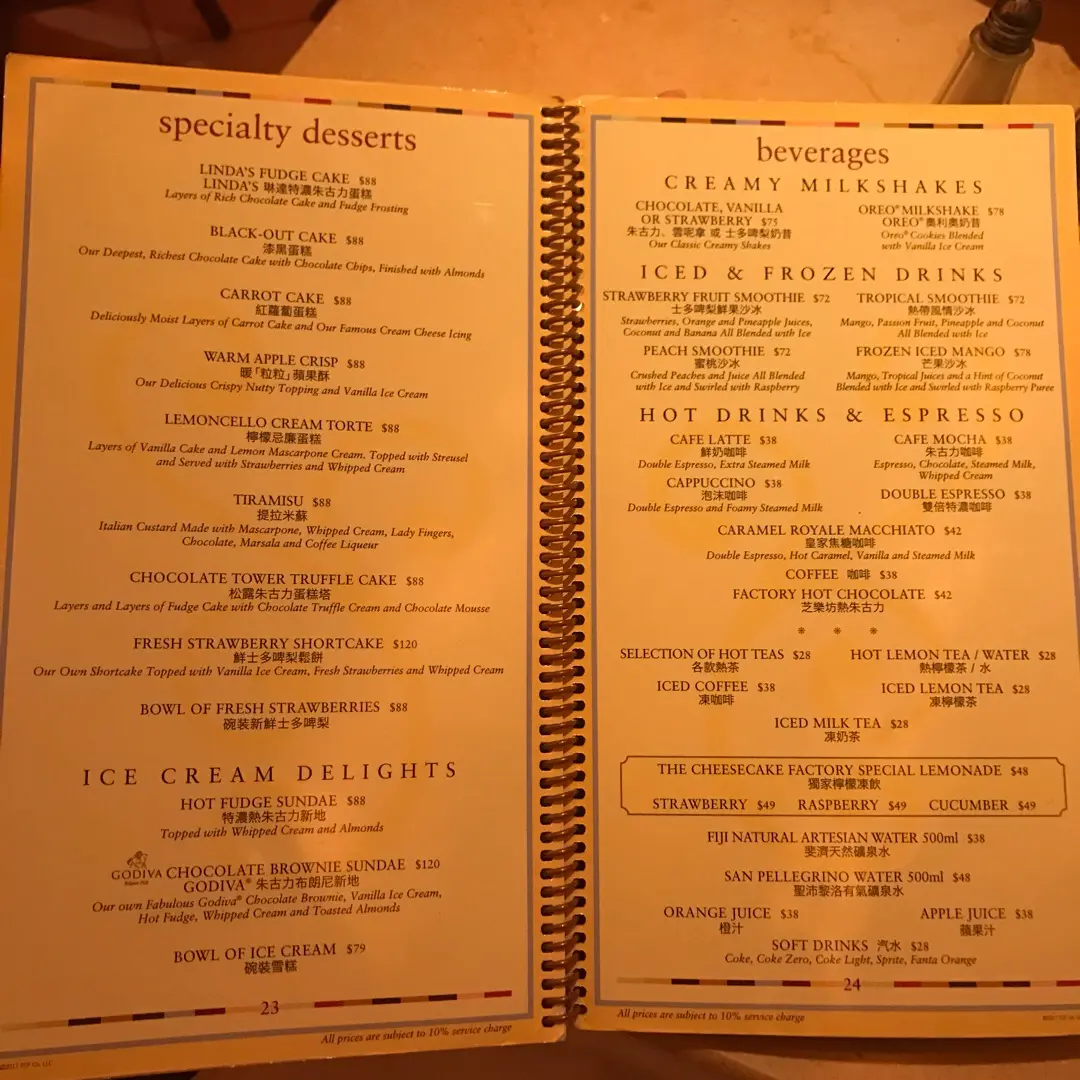 specialty desserts
LINDA'S FUDGE CAKE $88
LINDA'S 琳達特濃朱古力蛋糕
Layers of Rich Chocolate Cake and Fudge Frosting
BLACK-OUT CAKE $88
漆黑蛋糕
Our Deepest, Richest Chocolate Cake with Chocolate Chips, Finished with Almonds
CARROT CAKE $88
紅蘿蔔蛋糕
Deliciously Moist Layers of Carrot Cake and Our Famous Cream Cheese Icing
WARM APPLE CRISP $88
暖「粒粒」蘋果酥
Our Delicious Crispy Nutty Topping and Vanilla Ice Cream
LEMONCELLO CREAM TORTE $88
檸檬忌廉蛋糕
Layers of Vanilla Cake and Lemon Mascarpone Cream. Topped with Streusel
and Served with Strawberries and Whipped Cream
TIRAMISU $88
提拉米蘇
Italian Custard Made with Mascarpone, Whipped Cream, Lady Fingers,
Chocolate, Marsala and Coffee Liqueur
CHOCOLATE TOWER TRUFFLE CAKE $88
松露朱古力蛋糕塔
Layers and Layers of Fudge Cake with Chocolate Truffle Cream and Chocolate Mousse
FRESH STRAWBERRY SHORTCAKE $120
鮮士多啤梨鬆餅
Our Own Shortcake Topped with Vanilla Ice Cream, Fresh Strawberries and Whipped Cream
BOWL OF FRESH STRAWBERRIES $88
碗裝新鮮士多啤梨
ICE CREAM DELIGHTS
HOT FUDGE SUNDAE $88
特濃熱朱古力新地
Topped with Whipped Cream and Almonds
GODIVA CHOCOLATE BROWNIE SUNDAE $120
GODIVA® 朱古力布朗尼新地
Our own Fabulous Godiva® Chocolate Brownie, Vanilla Ice Cream,
Hot Fudge, Whipped Cream and Toasted Almonds
BOWL OF ICE CREAM $79
碗裝雪糕
23
All prices are subject to 10% service charge
beverages
CREAMY MILKSHAKES
CHOCOLATE, VANILLA
OR STRAWBERRY $75
朱古力、雲呢拿 或 士多啤梨奶昔
Our Classic Creamy Shakes
OREO® MILKSHAKE $78
OREO® 奧利奧奶昔
Oreo® Cookies Blended
with Vanilla Ice Cream
ICED & FROZEN DRINKS
STRAWBERRY FRUIT SMOOTHIE $72
士多啤梨鮮果沙冰
Strawberries, Orange and Pineapple Juices,
Coconut and Banana All Blended with Ice
TROPICAL SMOOTHIE $72
熱帶風情沙冰
Mango, Passion Fruit, Pineapple and Coconut
All Blended with Ice
PEACH SMOOTHIE $72
蜜桃沙冰
Crushed Peaches and Juice All Blended
with Ice and Swirled with Raspberry
FROZEN ICED MANGO $78
芒果沙冰
Mango, Tropical Juices and a Hint of Coconut
Blended with Ice and Swirled with Raspberry Puree
HOT DRINKS & ESPRESSO
CAFE LATTE $38
鮮奶咖啡
Double Espresso, Extra Steamed Milk
CAFE MOCHA $38
朱古力咖啡
Espresso, Chocolate, Steamed Milk,
Whipped Cream
CAPPUCCINO $38
泡沫咖啡
Double Espresso and Foamy Steamed Milk
DOUBLE ESPRESSO $38
雙倍特濃咖啡
CARAMEL ROYALE MACCHIATO $42
皇家焦糖咖啡
Double Espresso, Hot Caramel, Vanilla and Steamed Milk
COFFEE 咖啡 $38
FACTORY HOT CHOCOLATE $42
芝樂坊熱朱古力
SELECTION OF HOT TEAS $28
各款熱茶
HOT LEMON TEA / WATER $28
熱檸檬茶 / 水
ICED COFFEE $38
凍咖啡
ICED LEMON TEA $28
凍檸檬茶
ICED MILK TEA $28
凍奶茶
THE CHEESECAKE FACTORY SPECIAL LEMONADE $48
獨家檸檬凍飲
STRAWBERRY $49 RASPBERRY $49 CUCUMBER $49
FIJI NATURAL ARTESIAN WATER 500ml $38
斐濟天然礦泉水
SAN PELLEGRINO WATER 500ml $48
聖沛黎洛有氣礦泉水
ORANGE JUICE $38
橙汁
APPLE JUICE $38
蘋果汁
SOFT DRINKS 汽水 $28
Coke, Coke Zero, Coke Light, Sprite, Fanta Orange
24
All prices are subject to 10% service charge